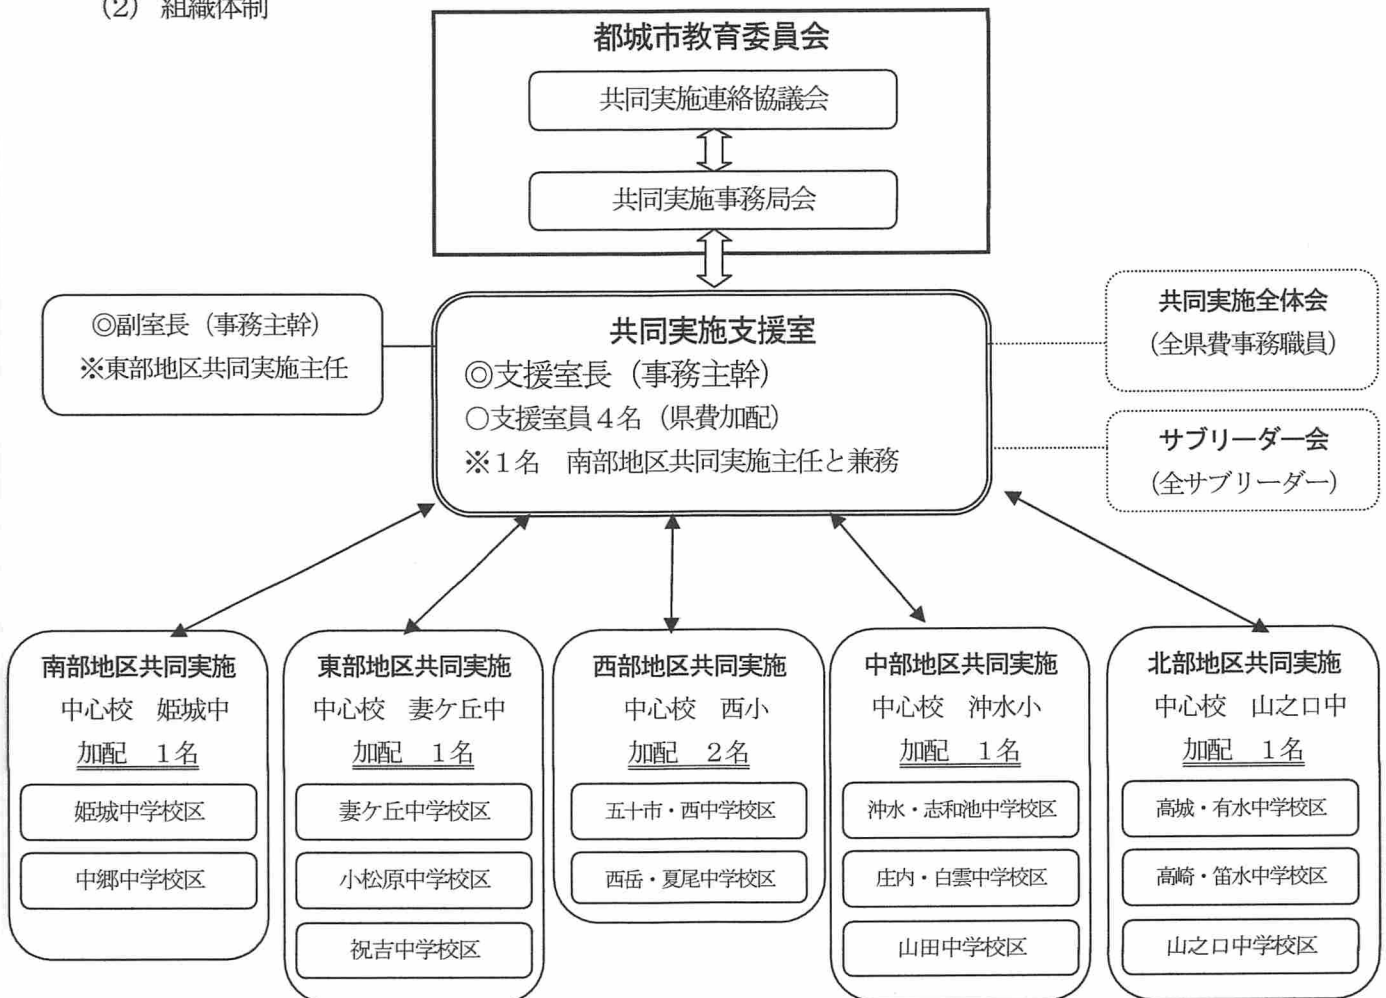 (2) 組織体制
都城市教育委員会
共同実施連絡協議会
共同実施事務局会
◎副室長（事務主幹）
※東部地区共同実施主任
共同実施支援室
◎支援室長（事務主幹）
○支援室員４名（県費加配）
※１名　南部地区共同実施主任と兼務
共同実施全体会
(全県費事務職員)
サブリーダー会
(全サブリーダー)
南部地区共同実施
中心校　姫城中
加配　１名
姫城中学校区
中郷中学校区
東部地区共同実施
中心校　妻ケ丘中
加配　１名
妻ケ丘中学校区
小松原中学校区
祝吉中学校区
西部地区共同実施
中心校　西小
加配　２名
五十市・西中学校区
西岳・夏尾中学校区
中部地区共同実施
中心校　沖水小
加配　１名
沖水・志和池中学校区
庄内・白雲中学校区
山田中学校区
北部地区共同実施
中心校　山之口中
加配　１名
高城・有水中学校区
高崎・笛水中学校区
山之口中学校区